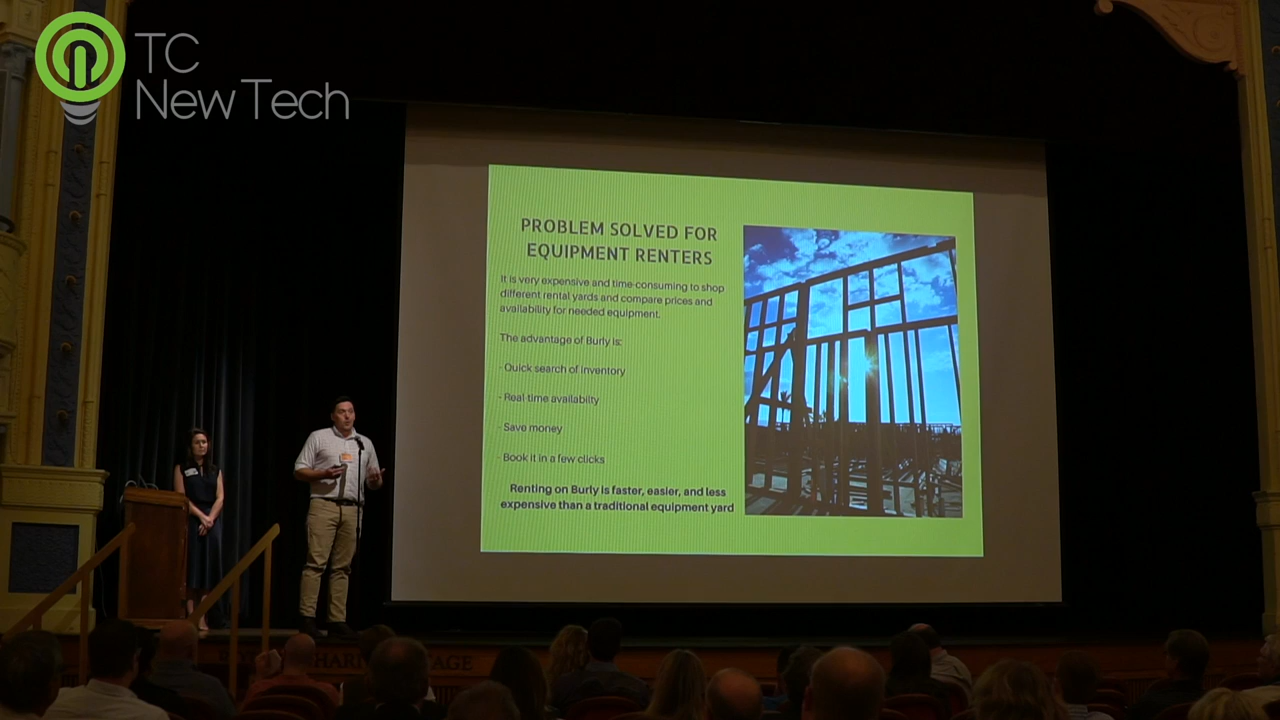 TC
NewTech
PROBLEM SOLVED FOR
EQUIPMENT RENTERS
It is very expensive and time-consuming to shop
different rental yards and compare prices and
availability for needed equipment.
The advantage of Burly is:
- Quick search of inventory
- Real time availabilty
- Save money
- Book it in a few clicks
Renting on Burly is faster, easier, and less
expensive than a traditional equipment yard